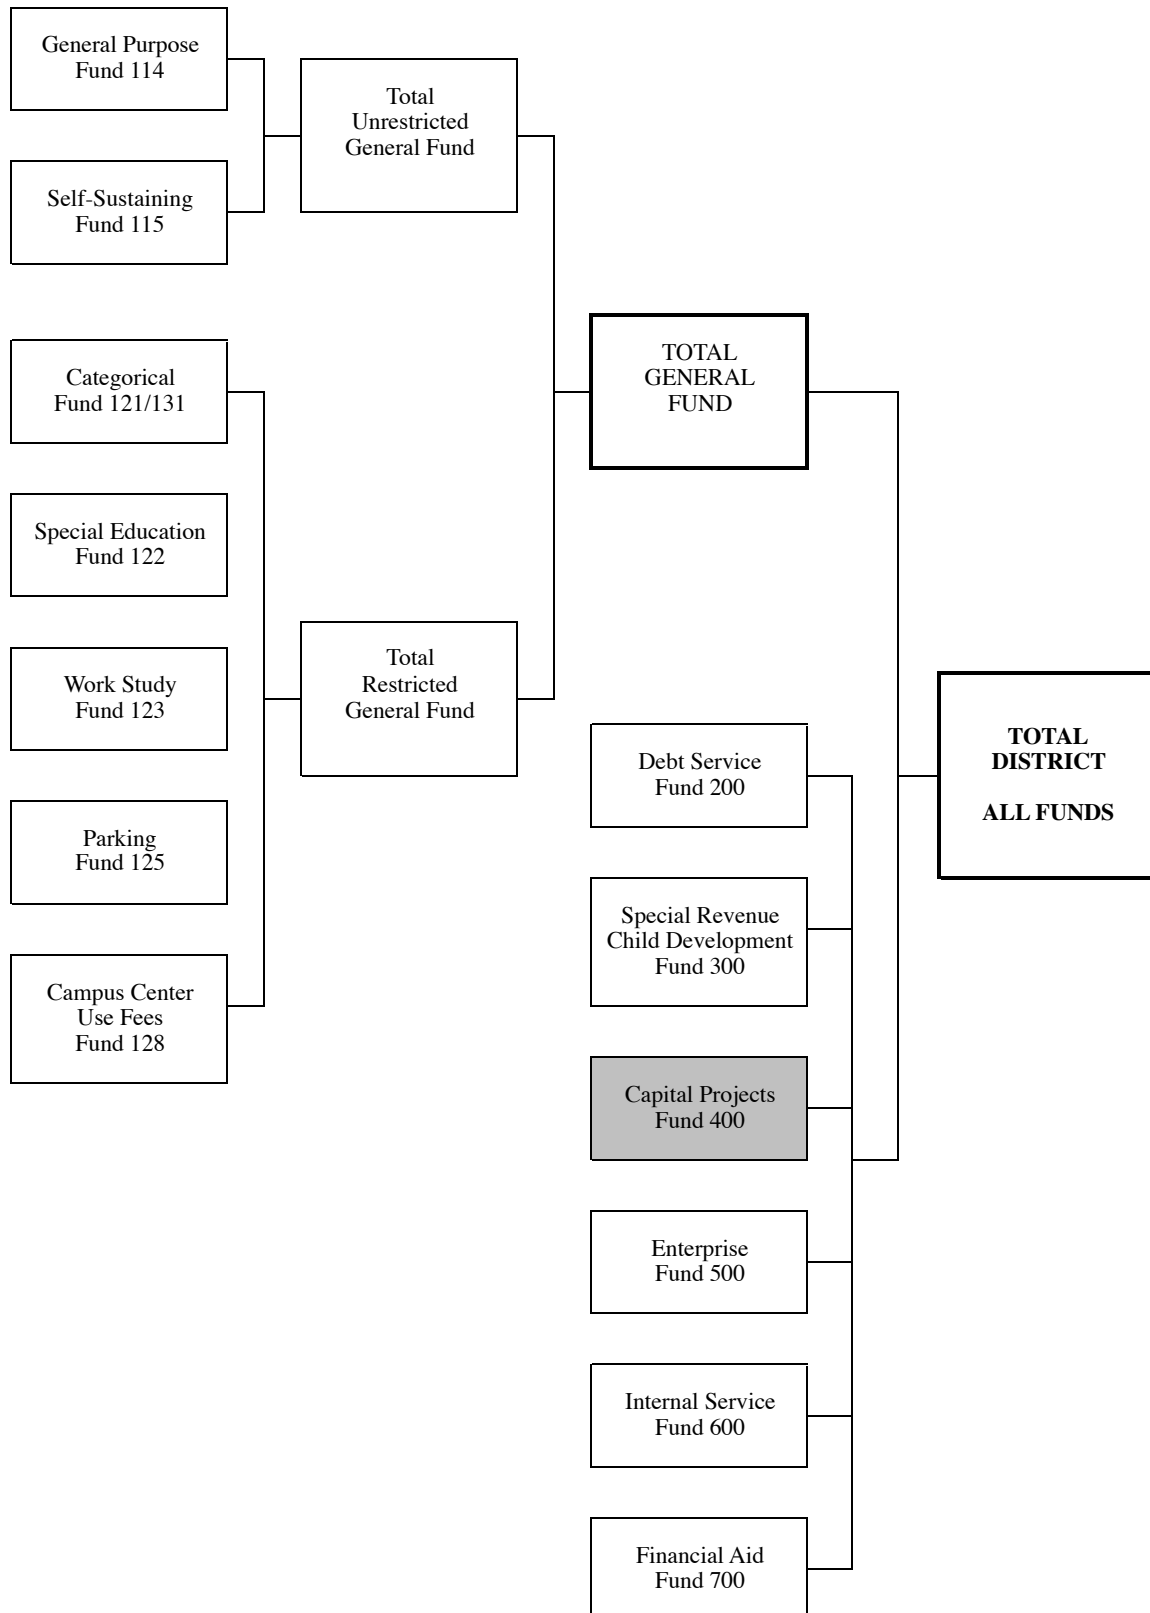 General Purpose
Fund 114
Total
Unrestricted
General Fund
Self-Sustaining
Fund 115
TOTAL
GENERAL
FUND
Categorical
Fund 121/131
Special Education
Fund 122
Work Study
Fund 123
Total
Restricted
General Fund
Parking
Fund 125
Campus Center
Use Fees
Fund 128
Debt Service
Fund 200
TOTAL
DISTRICT
ALL FUNDS
Special Revenue
Child Development
Fund 300
Capital Projects
Fund 400
Enterprise
Fund 500
Internal Service
Fund 600
Financial Aid
Fund 700